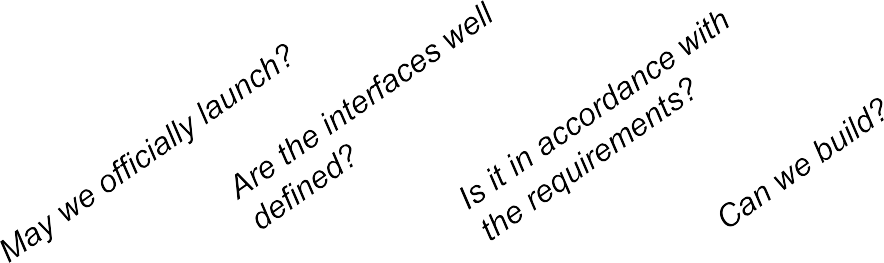 May we officially launch?
Are the interfaces well
defined?
Is it in accordance with
the requirements?
Can we build?